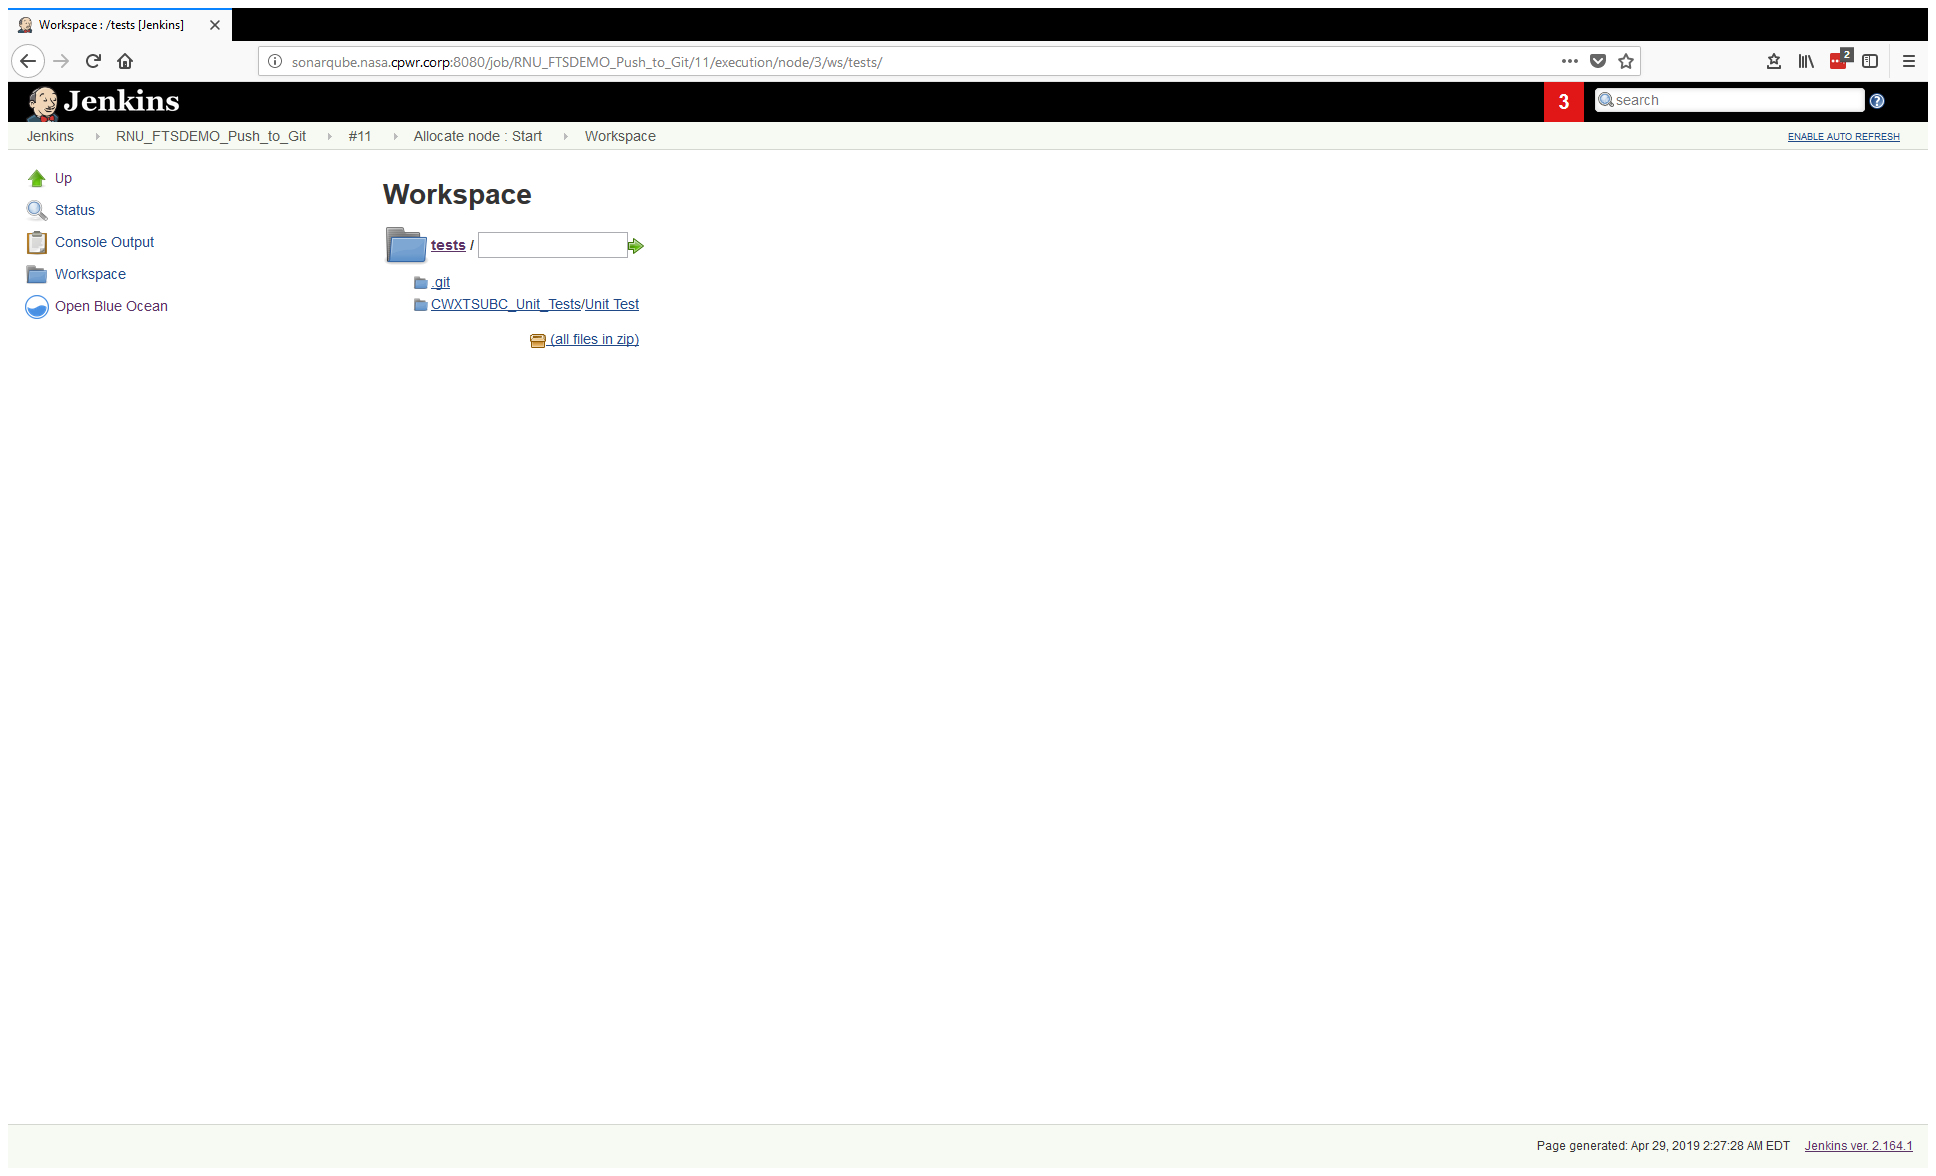 Workspace : /tests [Jenkins]
sonarqube.nasa.cpwr.corp:8080/job/RNU_FTSDEMO_Push_to_Git/11/execution/node/3/ws/tests/
2
Jenkins
3
search
?
Jenkins
RNU_FTSDEMO_Push_to_Git
#11
Allocate node : Start
Workspace
ENABLE AUTO REFRESH
Up
Status
Console Output
Workspace
Open Blue Ocean
Workspace
tests /
.git
CWXTSUBC_Unit_Tests/Unit Test
(all files in zip)
Page generated: Apr 29, 2019 2:27:28 AM EDT
Jenkins ver. 2.164.1